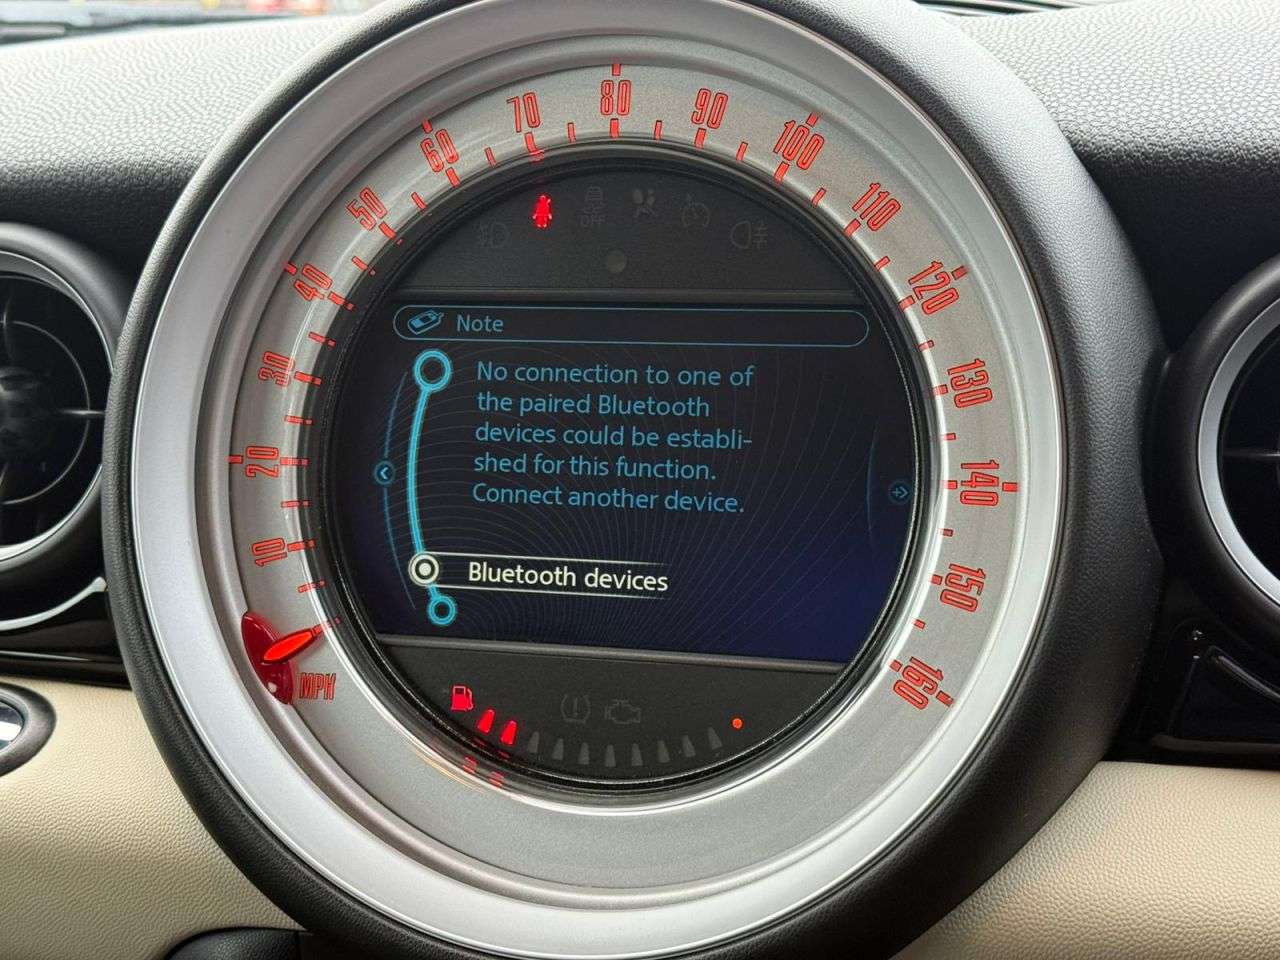 80
70
90
60
100
50
110
40
120
30
130
20
140
10
150
MPH
160
Note
No connection to one of
the paired Bluetooth
devices could be establi-
shed for this function.
Connect another device.
Bluetooth devices